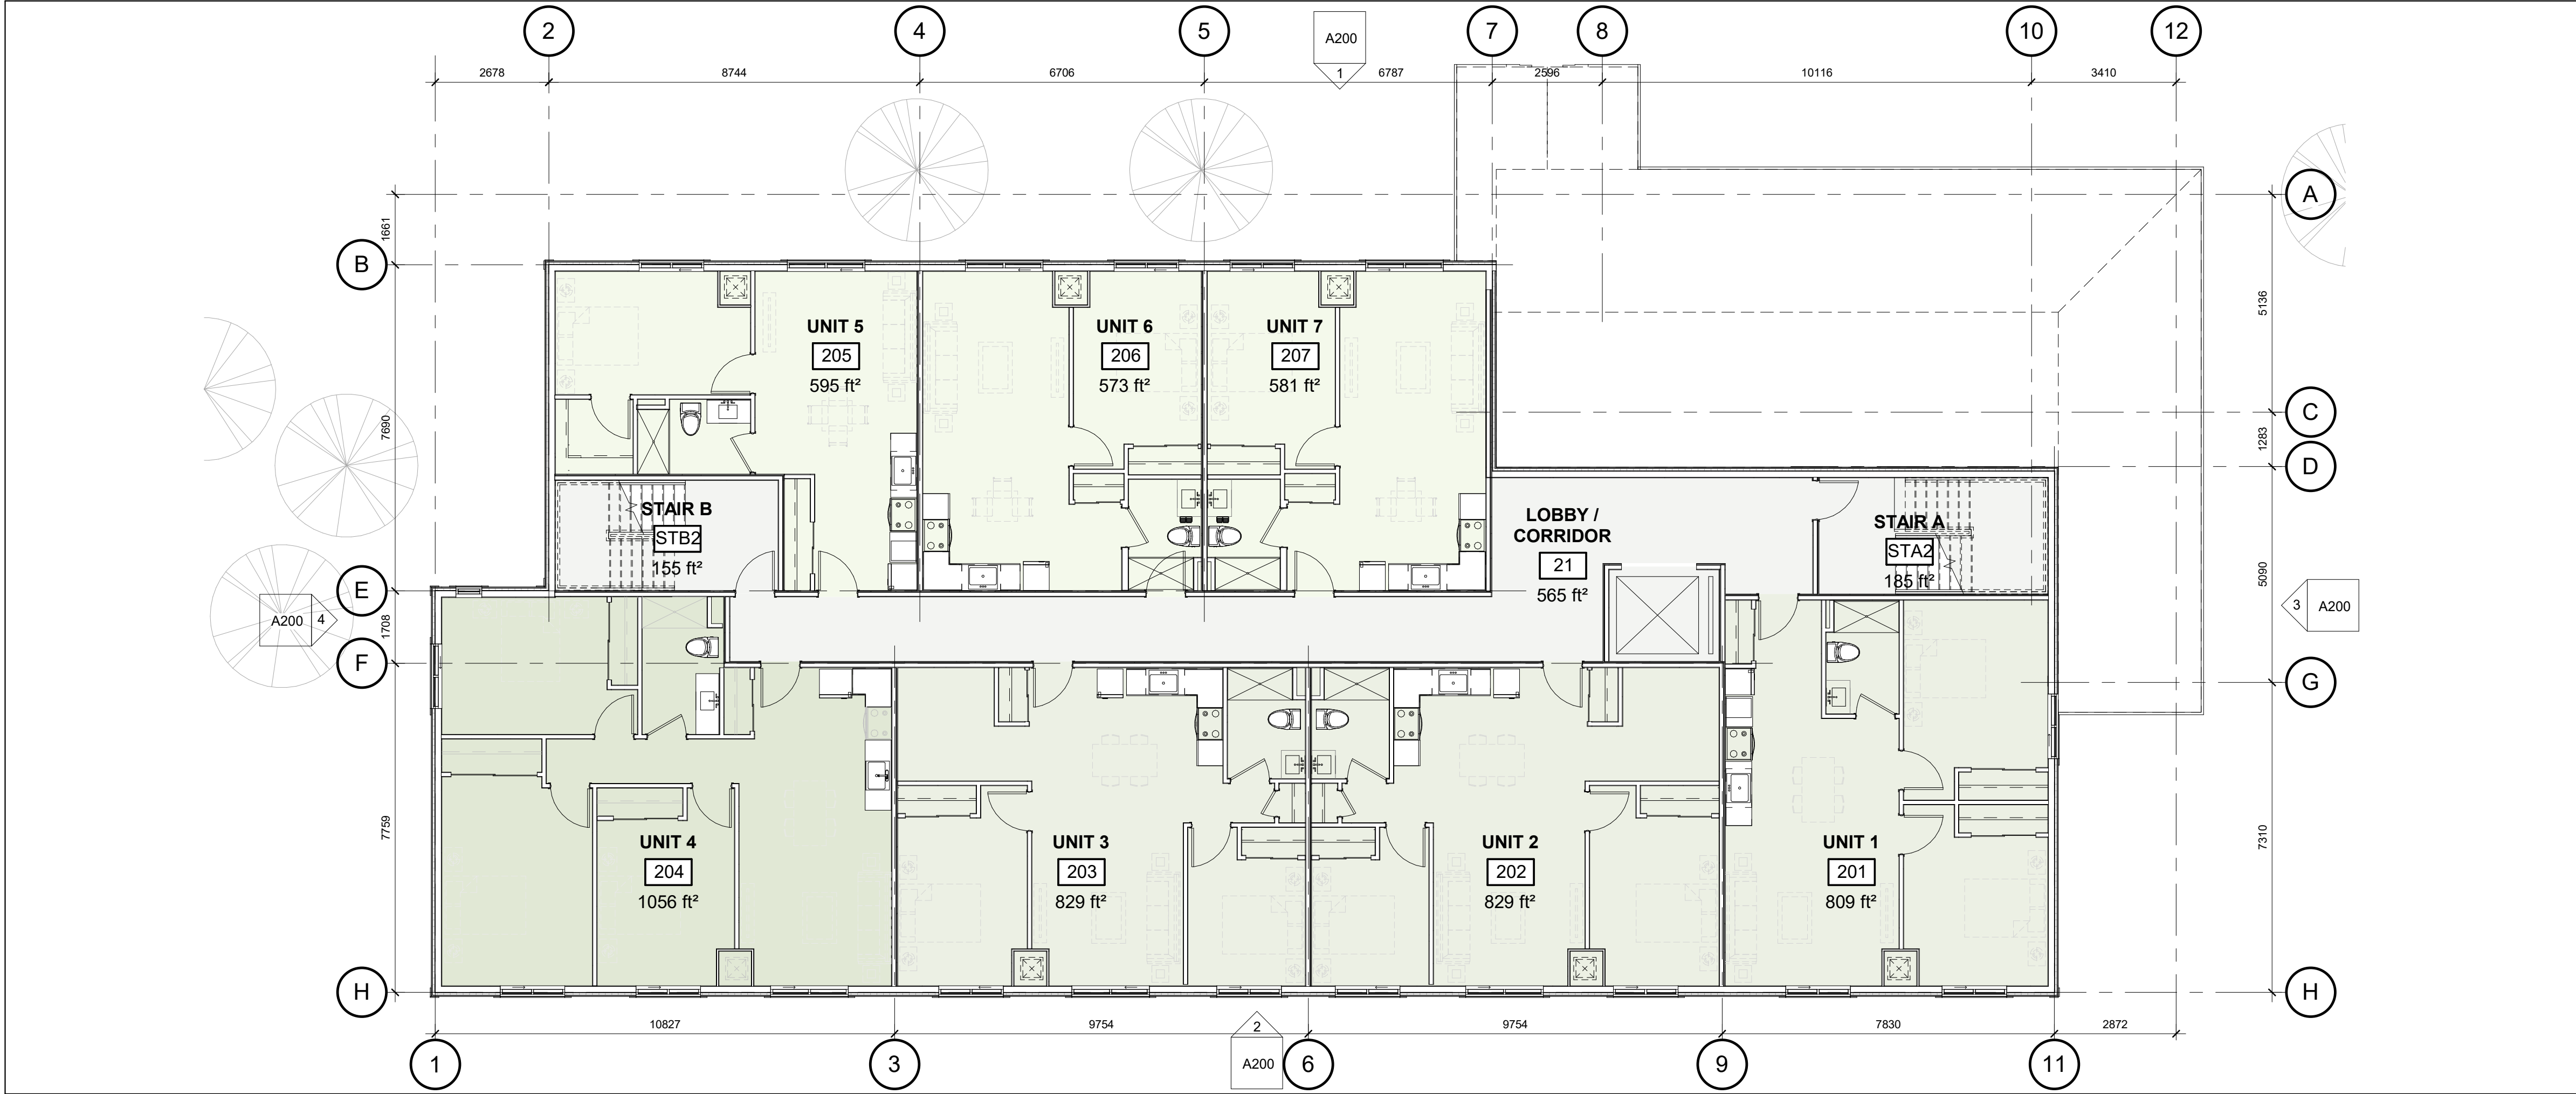 2
4
5
A200
1
7
8
10
12
2678
8744
6706
6787
2596
10116
3410
A
1661
B
5136
UNIT 5
205
595 ft²
UNIT 6
206
573 ft²
UNIT 7
207
581 ft²
C
7690
1283
D
STAIR B
STB2
155 ft²
LOBBY /
CORRIDOR
21
565 ft²
STAIR A
STA2
185 ft²
E
5090
A200
4
3
A200
1708
F
G
7759
7310
UNIT 4
204
1056 ft²
UNIT 3
203
829 ft²
UNIT 2
202
829 ft²
UNIT 1
201
809 ft²
H
H
10827
9754
9754
7830
2872
2
A200
1
3
6
9
11